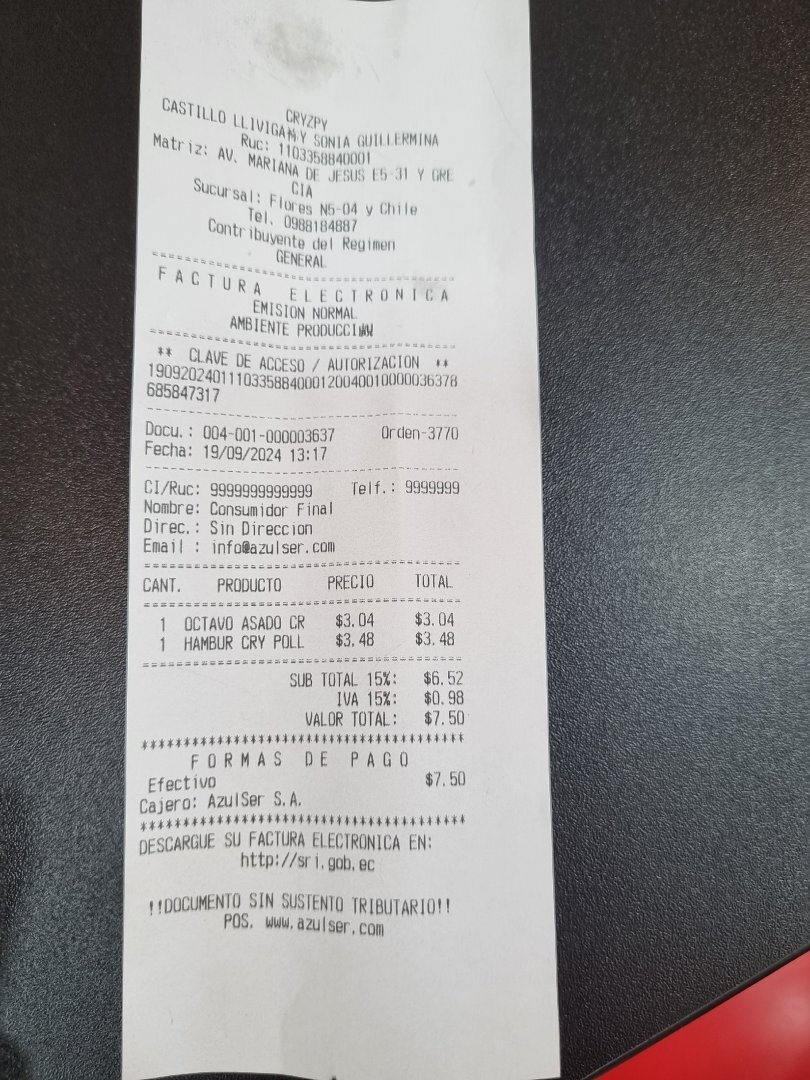 CRYZPY
CASTILLO LLIVIGAÑAY SONIA GUILLERMINA
Ruc: 1103358840001
Matriz: AV. MARIANA DE JESUS E5-31 Y GRE
CIA
Sucursal: Flores N5-04 y Chile
Tel. 0988184887
Contribuyente del Regimen
GENERAL
=====================================
F A C T U R A   E L E C T R O N I C A
EMISION NORMAL
AMBIENTE PRODUCCI
=====================================
** CLAVE DE ACCESO / AUTORIZACION **
1909202401110335884000120040010000036378
685847317
-------------------------------------
Docu.: 004-001-000003637 Orden-3770
Fecha: 19/09/2024 13:17
-------------------------------------
CI/Ruc: 9999999999999 Telf.: 9999999
Nombre: Consumidor Final
Direc.: Sin Direccion
Email : info@azulser.com
=====================================
CANT. PRODUCTO PRECIO TOTAL
=====================================
1 OCTAVO ASADO CR $3.04 $3.04
1 HAMBUR CRY POLL $3.48 $3.48
=====================================
SUB TOTAL 15%: $6.52
IVA 15%: $0.98
VALOR TOTAL: $7.50
***************************************
F O R M A S   D E   P A G O
Efectivo $7.50
Cajero: AzulSer S.A.
***************************************
DESCARGUE SU FACTURA ELECTRONICA EN:
http://sri.gob.ec
!!DOCUMENTO SIN SUSTENTO TRIBUTARIO!!
POS. www.azulser.com